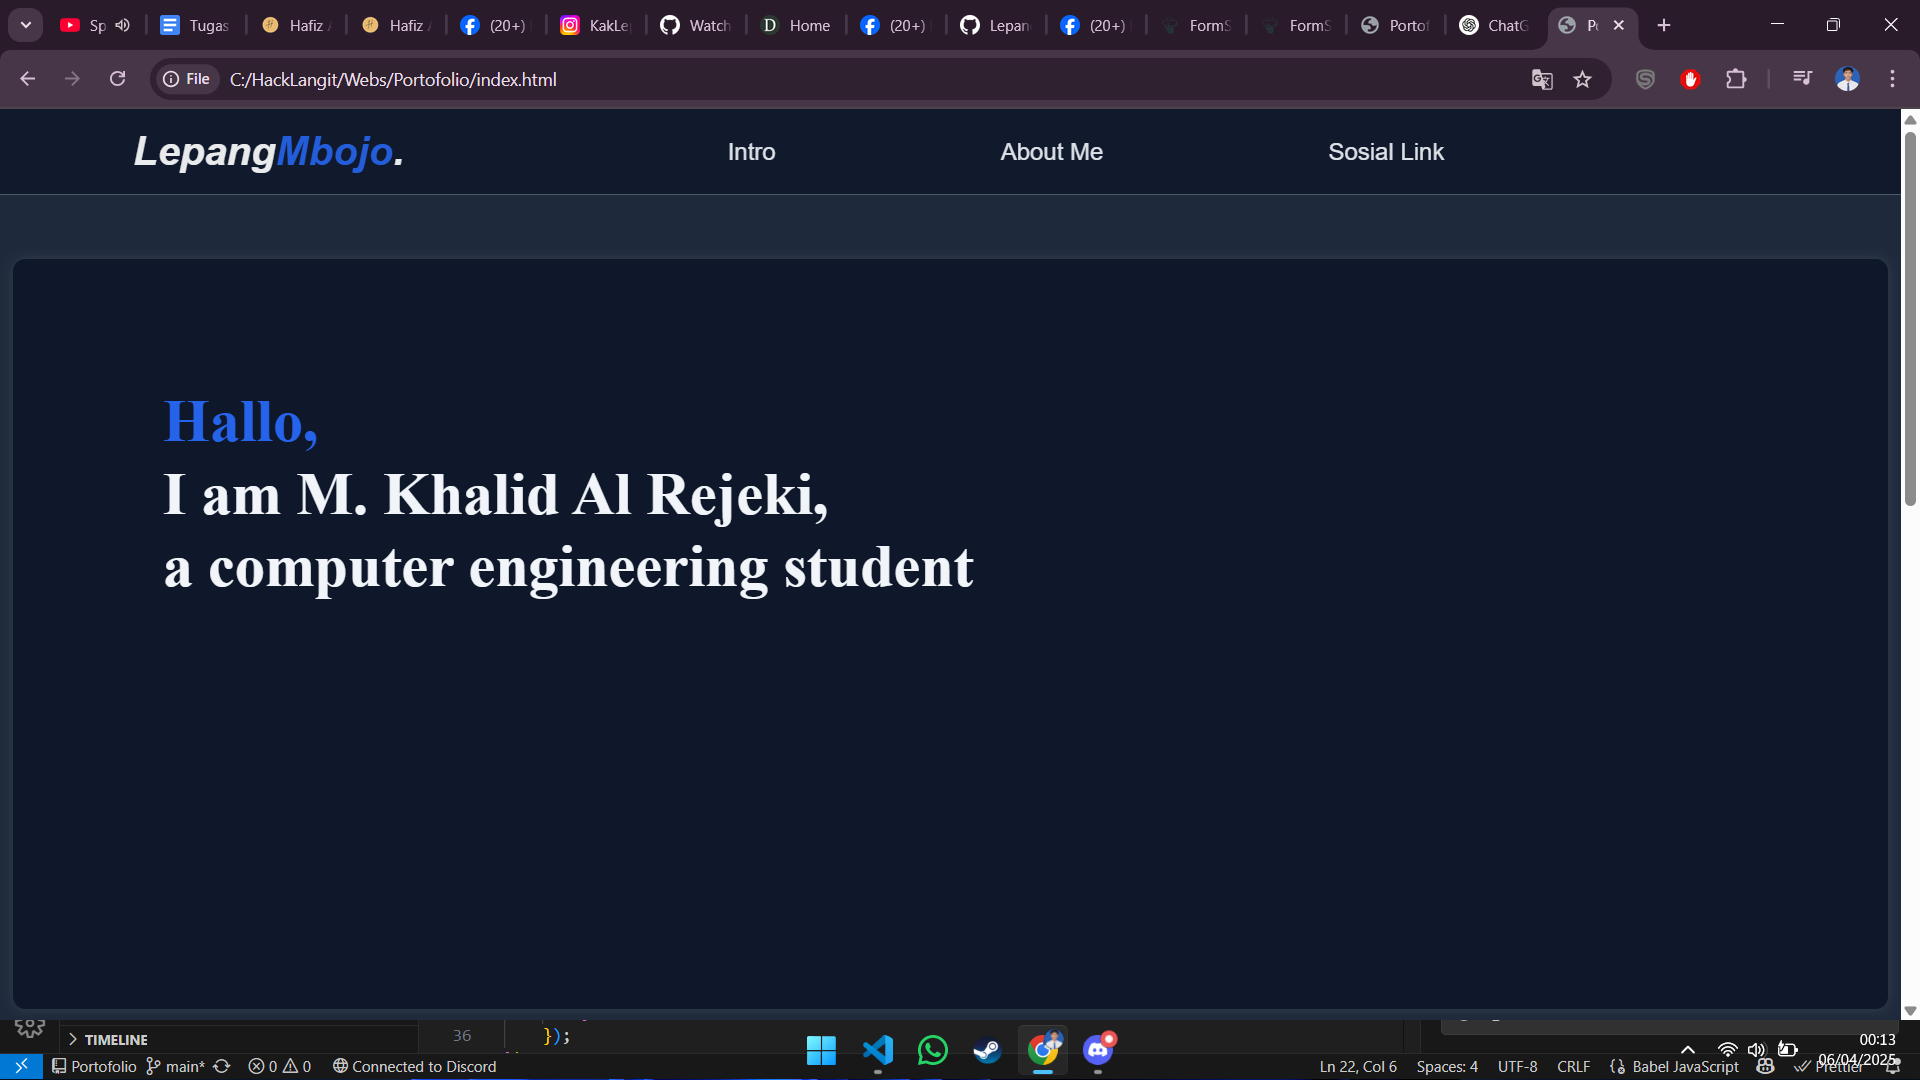 Sp
Tugas
Hafiz
Hafiz
(20+)
KakLe
Watch
Home
(20+)
Lepan
(20+)
FormS
FormS
Portof
ChatG
File
C:/HackLangit/Webs/Portofolio/index.html
LepangMbojo.
Intro
About Me
Sosial Link
Hallo,
I am M. Khalid Al Rejeki,
a computer engineering student
TIMELINE
36
});
00:13
06/04/2025
Portofolio
main*
0
0
Connected to Discord
Ln 22, Col 6
Spaces: 4
UTF-8
CRLF
Babel JavaScript
Prettier